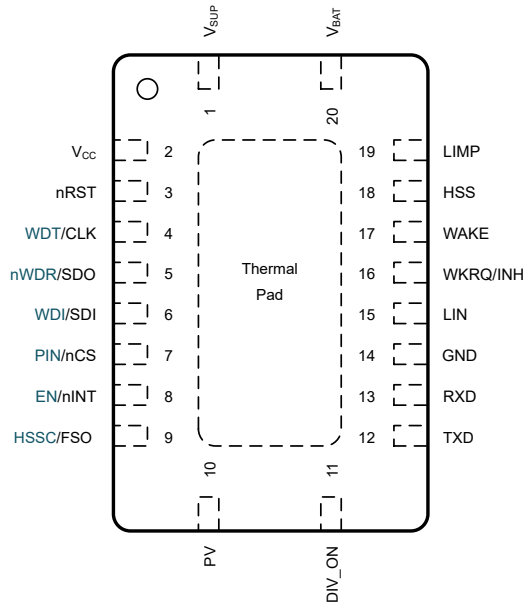 VSUP
VBAT
1
20
VCC 2
19 LIMP
nRST 3
18 HSS
WDT/CLK 4
17 WAKE
nWDR/SDO 5
16 WKRQ/INH
WDI/SDI 6
15 LIN
PIN/nCS 7
14 GND
EN/nINT 8
13 RXD
HSSC/FSO 9
12 TXD
Thermal
Pad
10
11
PV
DIV_ON